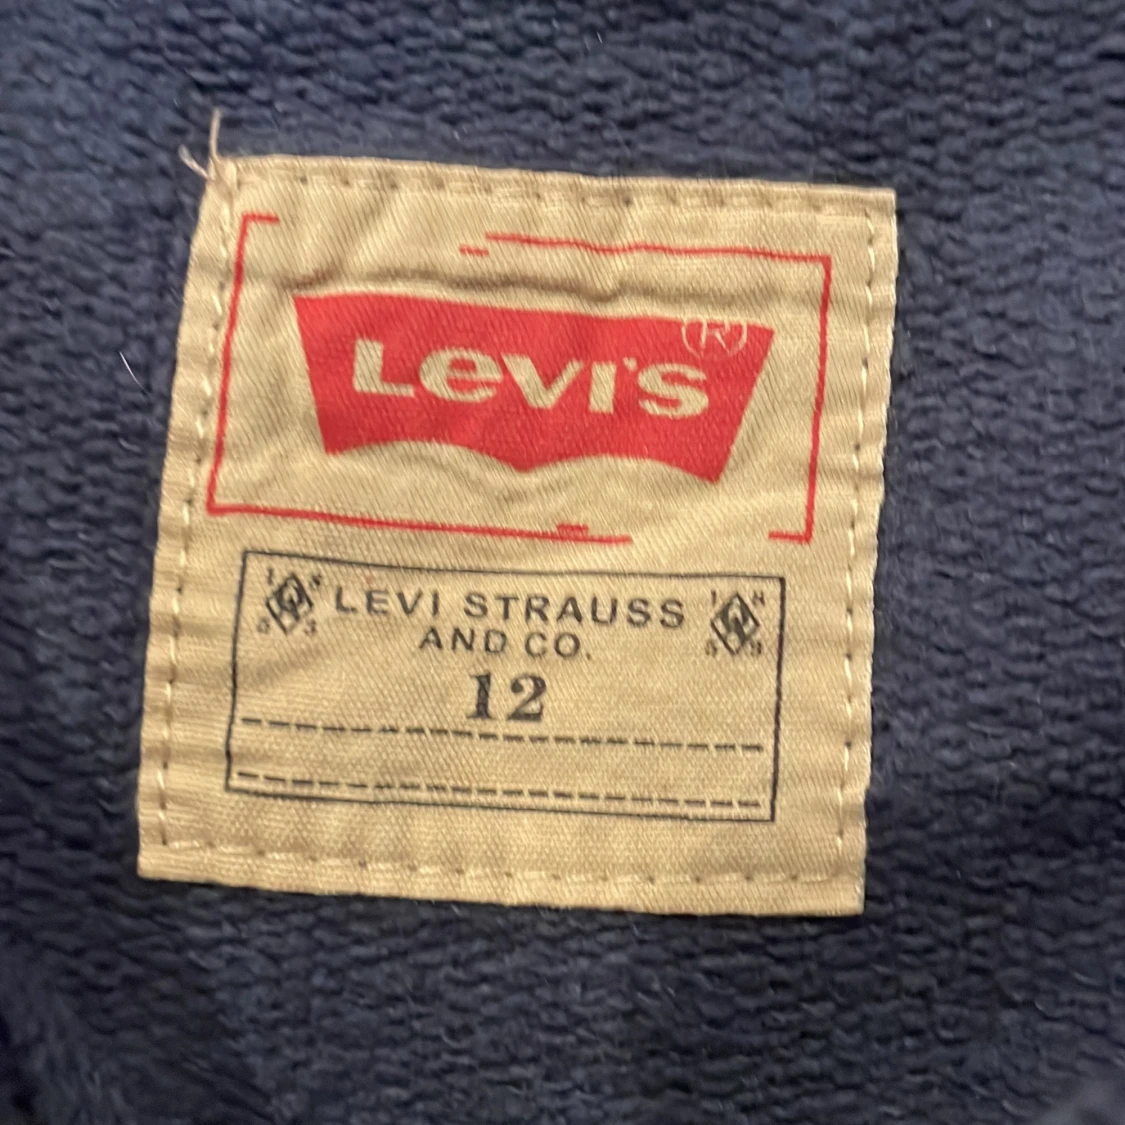 LEVI'S ®
LEVI STRAUSS
AND CO.
12